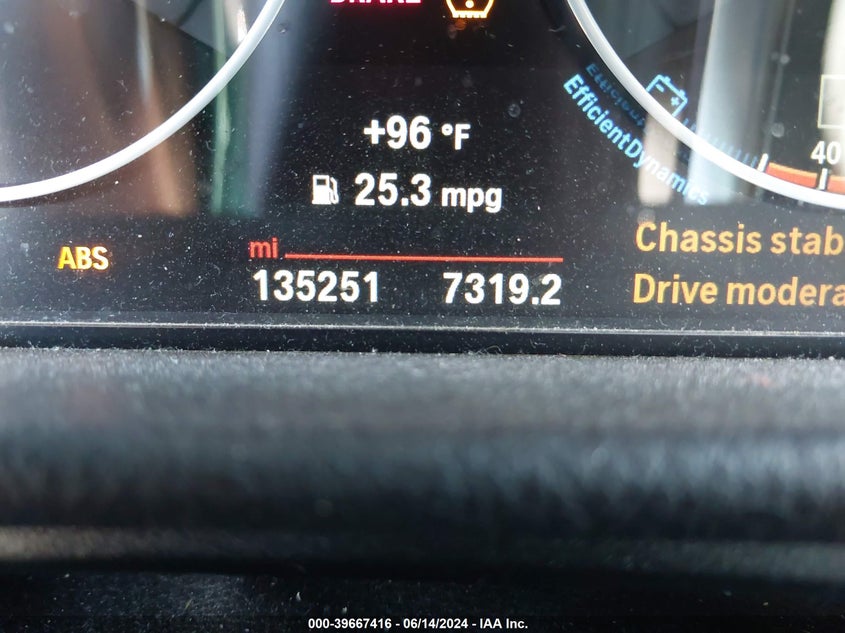 BRAKE
+96 °F
25.3 mpg
EfficientDynamics
40
ABS
mi
135251 7319.2
Chassis stab
Drive modera
000-39667416 - 06/14/2024 - IAA Inc.